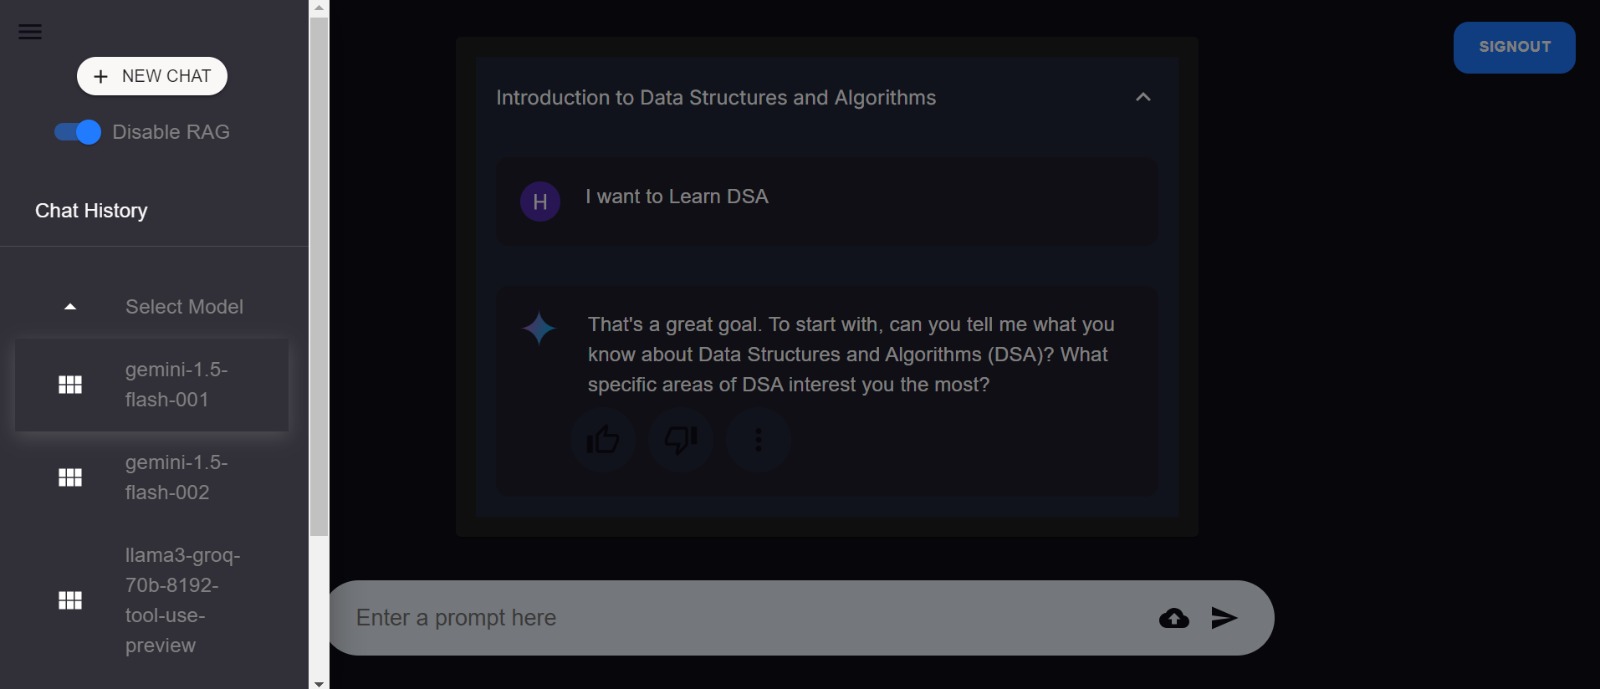 NEW CHAT
Disable RAG
Chat History
Select Model
gemini-1.5-
flash-001
gemini-1.5-
flash-002
llama3-groq-
70b-8192-
tool-use-
preview
SIGNOUT
Introduction to Data Structures and Algorithms
H
I want to Learn DSA
That's a great goal. To start with, can you tell me what you
know about Data Structures and Algorithms (DSA)? What
specific areas of DSA interest you the most?
Enter a prompt here